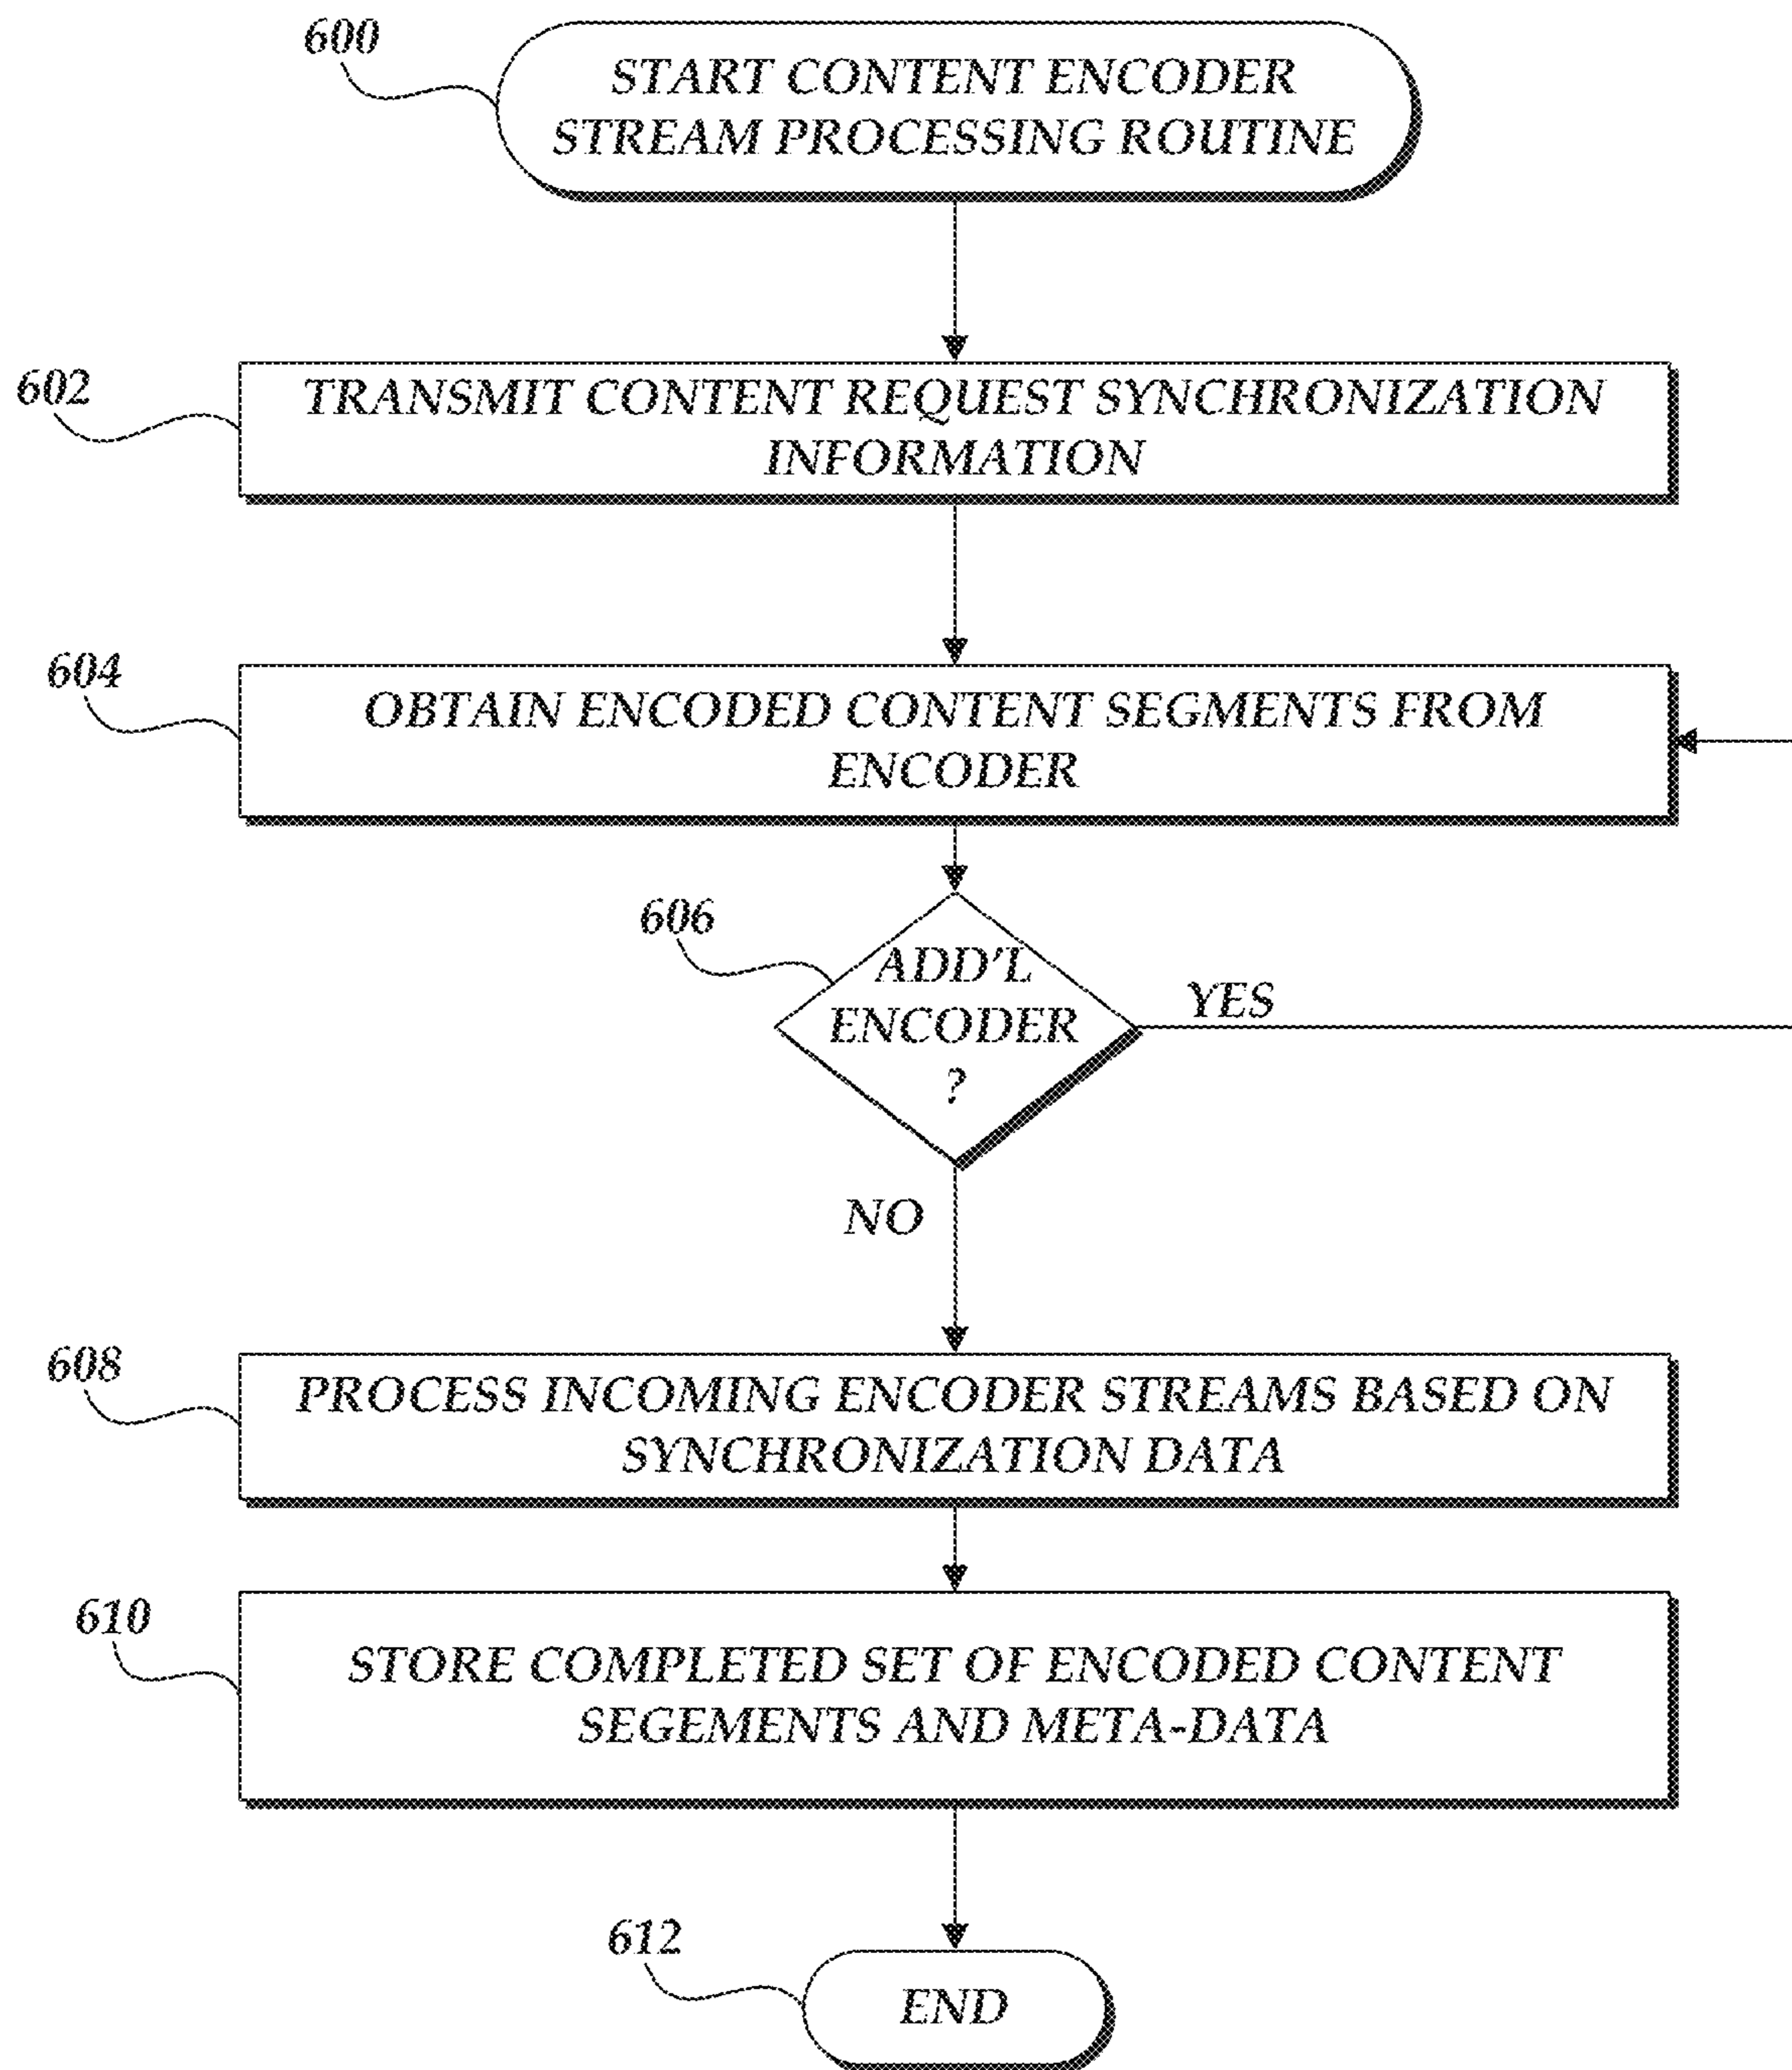 600
START CONTENT ENCODER
STREAM PROCESSING ROUTINE
602
TRANSMIT CONTENT REQUEST SYNCHRONIZATION
INFORMATION
604
OBTAIN ENCODED CONTENT SEGMENTS FROM
ENCODER
606
ADD'L
ENCODER
?
YES
NO
608
PROCESS INCOMING ENCODER STREAMS BASED ON
SYNCHRONIZATION DATA
610
STORE COMPLETED SET OF ENCODED CONTENT
SEGEMENTS AND META-DATA
612
END